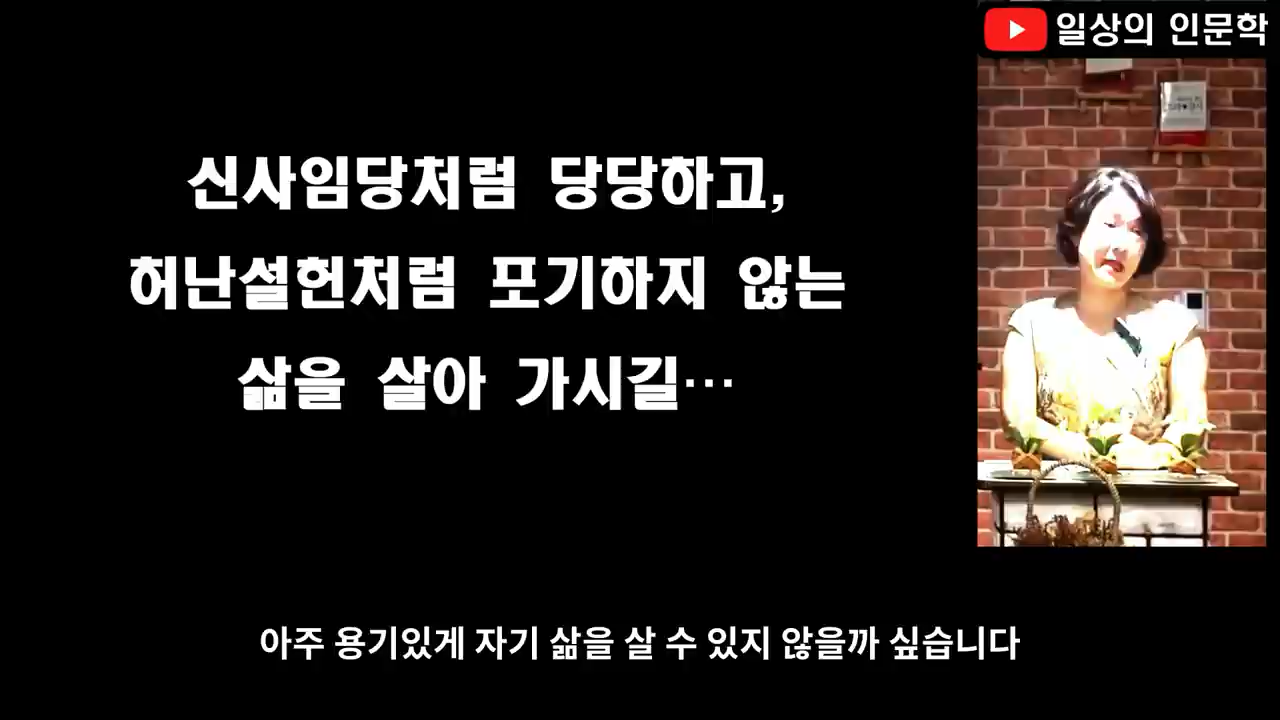 일상의 인문학
신사임당처럼 당당하고,
허난설헌처럼 포기하지 않는
삶을 살아 가시길…
아주 용기있게 자기 삶을 살 수 있지 않을까 싶습니다